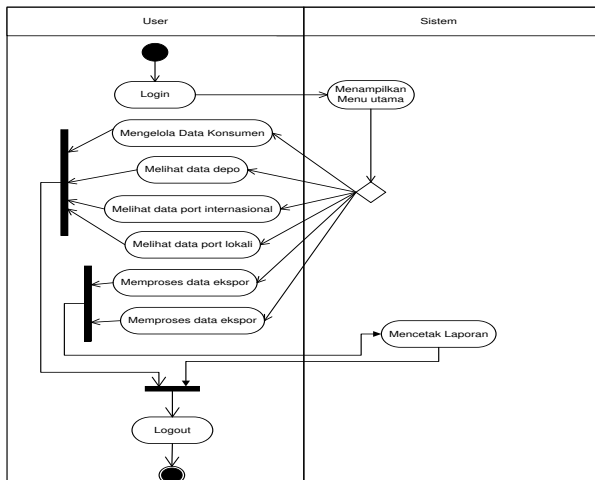 User
Sistem
Login
Menampilkan
Menu utama
Mengelola Data Konsumen
Melihat data depo
Melihat data port internasional
Melihat data port lokali
Memproses data ekspor
Memproses data ekspor
Mencetak Laporan
Logout